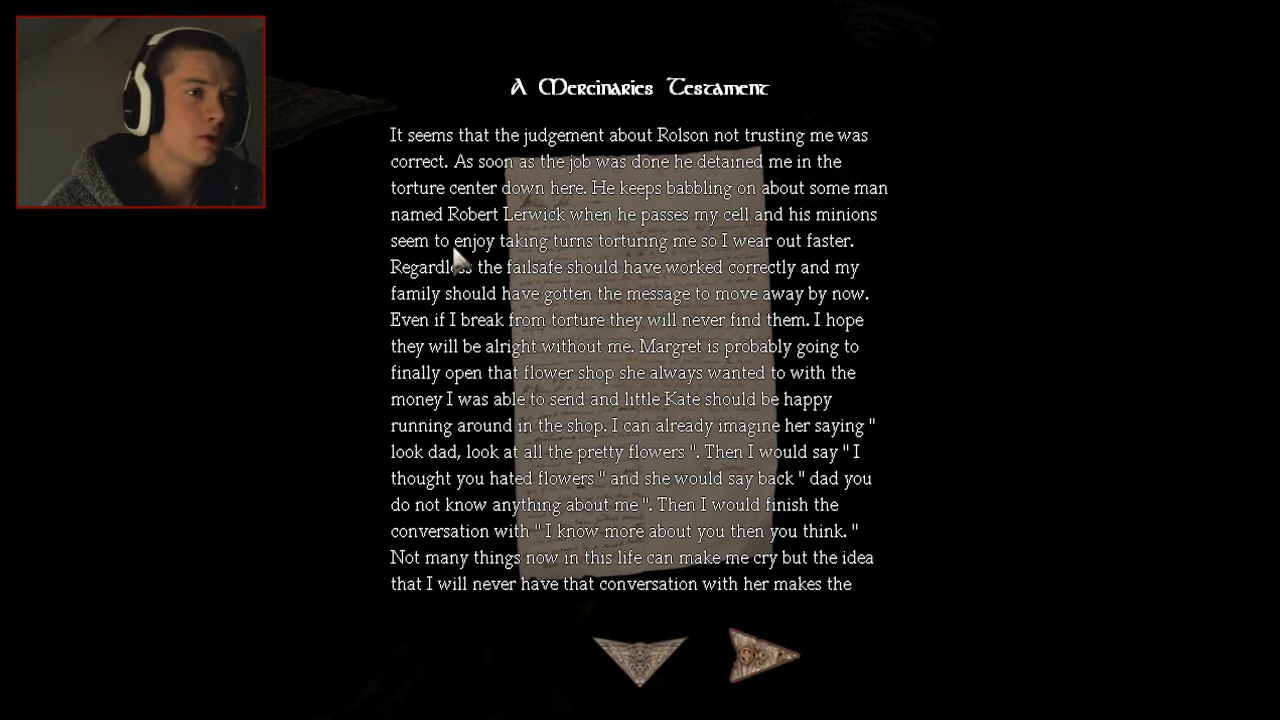 A Mercinaries Testament
It seems that the judgement about Rolson not trusting me was
correct. As soon as the job was done he detained me in the
torture center down here. He keeps babbling on about some man
named Robert Lerwick when he passes my cell and his minions
seem to enjoy taking turns torturing me so I wear out faster.
Regardless the failsafe should have worked correctly and my
family should have gotten the message to move away by now.
Even if I break from torture they will never find them. I hope
they will be alright without me. Margret is probably going to
finally open that flower shop she always wanted to with the
money I was able to send and little Kate should be happy
running around in the shop. I can already imagine her saying "
look dad, look at all the pretty flowers ". Then I would say " I
thought you hated flowers " and she would say back " dad you
do not know anything about me ". Then I would finish the
conversation with " I know more about you then you think. "
Not many things now in this life can make me cry but the idea
that I will never have that conversation with her makes the